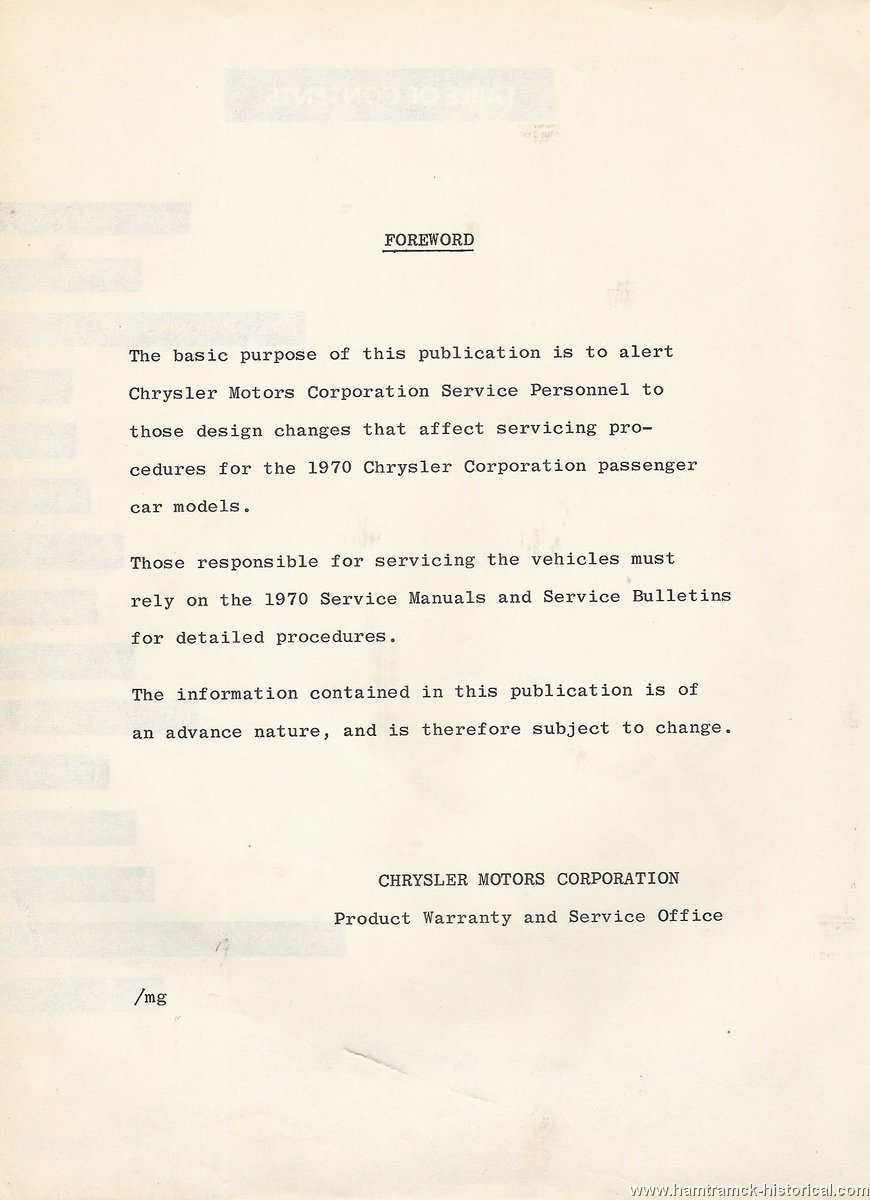 FOREWORD
The basic purpose of this publication is to alert
Chrysler Motors Corporation Service Personnel to
those design changes that affect servicing pro-
cedures for the 1970 Chrysler Corporation passenger
car models.
Those responsible for servicing the vehicles must
rely on the 1970 Service Manuals and Service Bulletins
for detailed procedures.
The information contained in this publication is of
an advance nature, and is therefore subject to change.
CHRYSLER MOTORS CORPORATION
Product Warranty and Service Office
/mg
www.hamtramck-historical.com